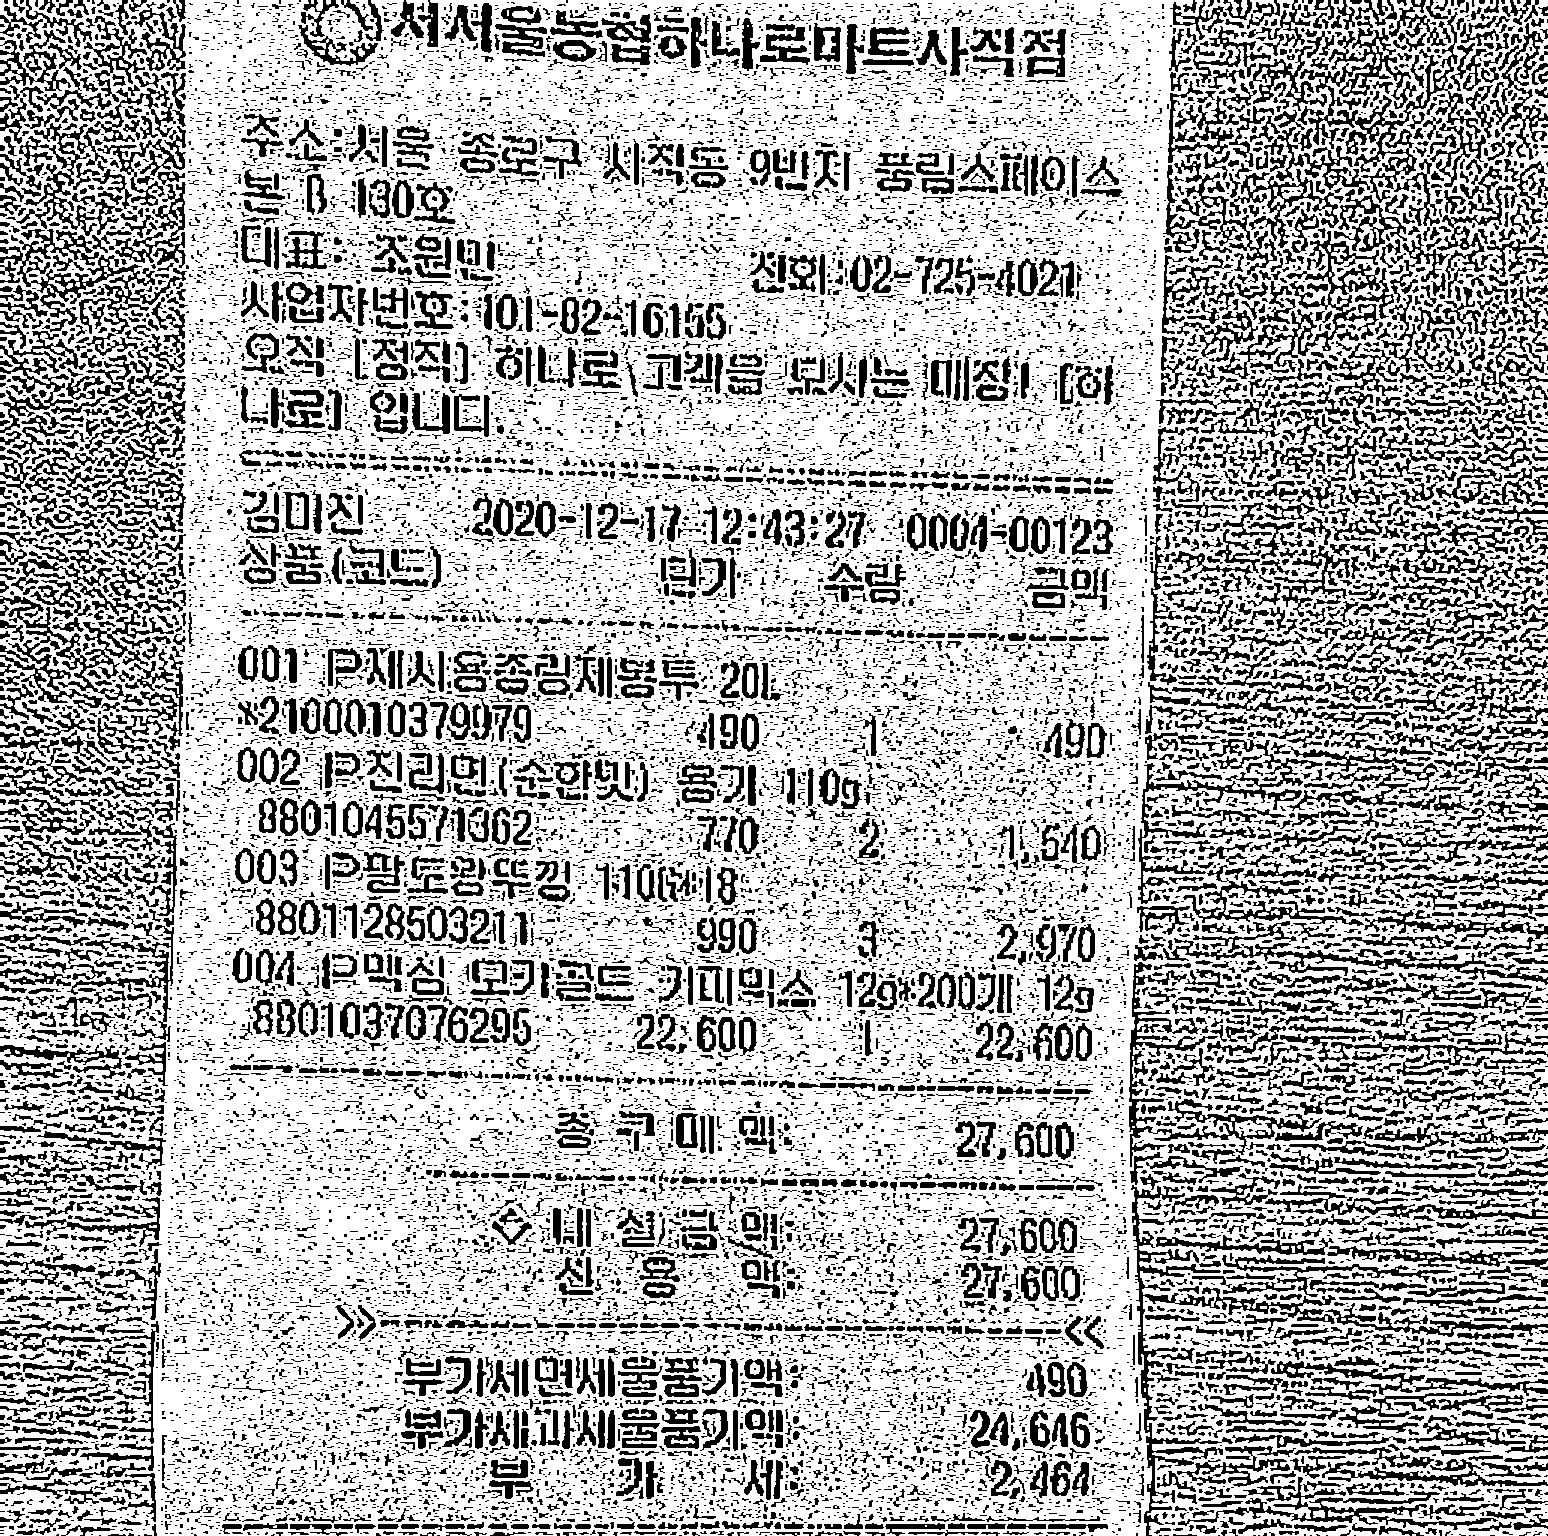 서서울농협하나로마트사직점
주소:서울 종로구 사직동 9번지 풍림스페이스
본 B 130호
대표: 조원민 전화:02-725-4021
사업자번호:101-82-16155
오직 [정직] 하나로 고객을 모시는 매장! [하
나로] 입니다.
김미진 2020-12-17 12:43:27 0004-00123
상품(코드) 단가 수량 금액
001 P재사용종량제봉투 20L
*2100010379979 490 1 490
002 P진라면(순한맛) 용기 110g
8801045571362 770 2 1,540
003 P팔도왕뚜껑
8801128503211 990 3 2,970
004 P맥심 모카골드 커피믹스 12g*200개 12g
8801037076295 22,600 1 22,600
총 구 매 액: 27,600
내 실 금 액: 27,600
신 용 액: 27,600
부가세면세물품가액: 490
부가세과세물품가액: 24,646
부 가 세: 2,464